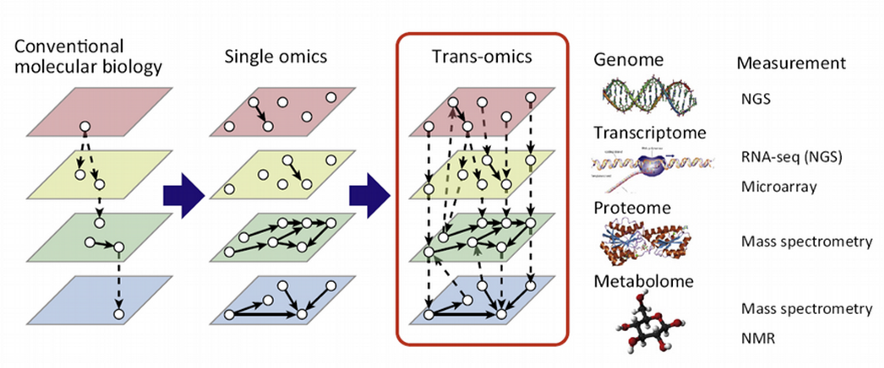 Conventional
molecular biology
Single omics
Trans-omics
Genome
Measurement
NGS
Transcriptome
RNA-seq (NGS)
Microarray
Proteome
Mass spectrometry
Metabolome
Mass spectrometry
NMR